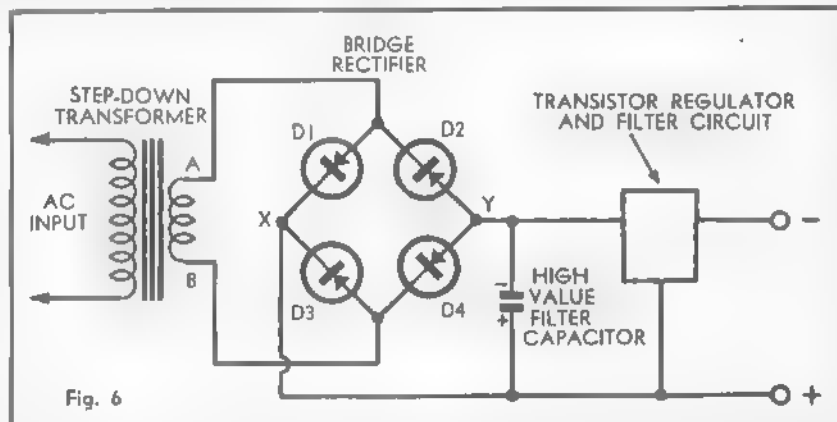 BRIDGE
RECTIFIER
STEP-DOWN
TRANSFORMER
TRANSISTOR REGULATOR
AND FILTER CIRCUIT
D1
D2
A
AC
INPUT
X
Y
-
B
D3
D4
-
+
HIGH
VALUE
FILTER
CAPACITOR
Fig. 6
+